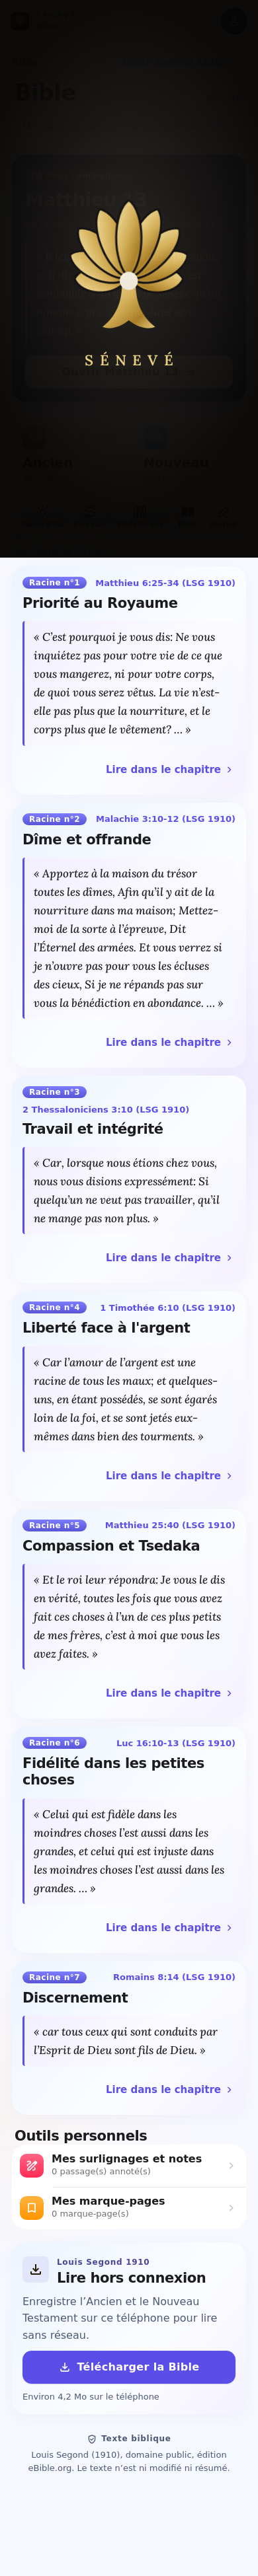 Bible
Matthieu
SÉNEVÉ
Ancien
Nouveau
Racine n°1
Matthieu 6:25-34 (LSG 1910)
Priorité au Royaume
« C’est pourquoi je vous dis: Ne vous
inquiétez pas pour votre vie de ce que
vous mangerez, ni pour votre corps,
de quoi vous serez vêtus. La vie n’est-
elle pas plus que la nourriture, et le
corps plus que le vêtement? … »
Lire dans le chapitre
Racine n°2
Malachie 3:10-12 (LSG 1910)
Dîme et offrande
« Apportez à la maison du trésor
toutes les dîmes, Afin qu’il y ait de la
nourriture dans ma maison; Mettez-
moi de la sorte à l’épreuve, Dit
l’Éternel des armées. Et vous verrez si
je n’ouvre pas pour vous les écluses
des cieux, Si je ne répands pas sur
vous la bénédiction en abondance. … »
Lire dans le chapitre
Racine n°3
2 Thessaloniciens 3:10 (LSG 1910)
Travail et intégrité
« Car, lorsque nous étions chez vous,
nous vous disions expressément: Si
quelqu’un ne veut pas travailler, qu’il
ne mange pas non plus. »
Lire dans le chapitre
Racine n°4
1 Timothée 6:10 (LSG 1910)
Liberté face à l'argent
« Car l’amour de l’argent est une
racine de tous les maux; et quelques-
uns, en étant possédés, se sont égarés
loin de la foi, et se sont jetés eux-
mêmes dans bien des tourments. »
Lire dans le chapitre
Racine n°5
Matthieu 25:40 (LSG 1910)
Compassion et Tsedaka
« Et le roi leur répondra: Je vous le dis
en vérité, toutes les fois que vous avez
fait ces choses à l’un de ces plus petits
de mes frères, c’est à moi que vous les
avez faites. »
Lire dans le chapitre
Racine n°6
Luc 16:10-13 (LSG 1910)
Fidélité dans les petites
choses
« Celui qui est fidèle dans les
moindres choses l’est aussi dans les
grandes, et celui qui est injuste dans
les moindres choses l’est aussi dans les
grandes. … »
Lire dans le chapitre
Racine n°7
Romains 8:14 (LSG 1910)
Discernement
« car tous ceux qui sont conduits par
l’Esprit de Dieu sont fils de Dieu. »
Lire dans le chapitre
Outils personnels
Mes surlignages et notes
0 passage(s) annoté(s)
Mes marque-pages
0 marque-page(s)
Louis Segond 1910
Lire hors connexion
Enregistre l’Ancien et le Nouveau
Testament sur ce téléphone pour lire
sans réseau.
Télécharger la Bible
Environ 4,2 Mo sur le téléphone
Texte biblique
Louis Segond (1910), domaine public, édition
eBible.org. Le texte n’est ni modifié ni résumé.